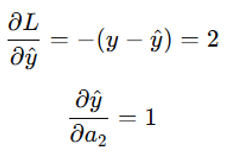 ∂L/∂ŷ = −(y − ŷ) = 2
∂ŷ/∂a₂ = 1